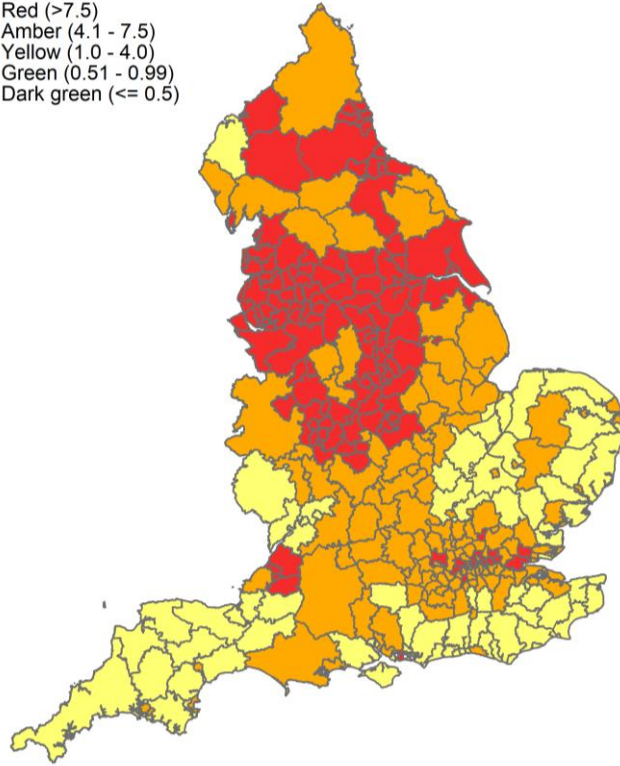 Red (>7.5)
Amber (4.1 - 7.5)
Yellow (1.0 - 4.0)
Green (0.51 - 0.99)
Dark green (<= 0.5)